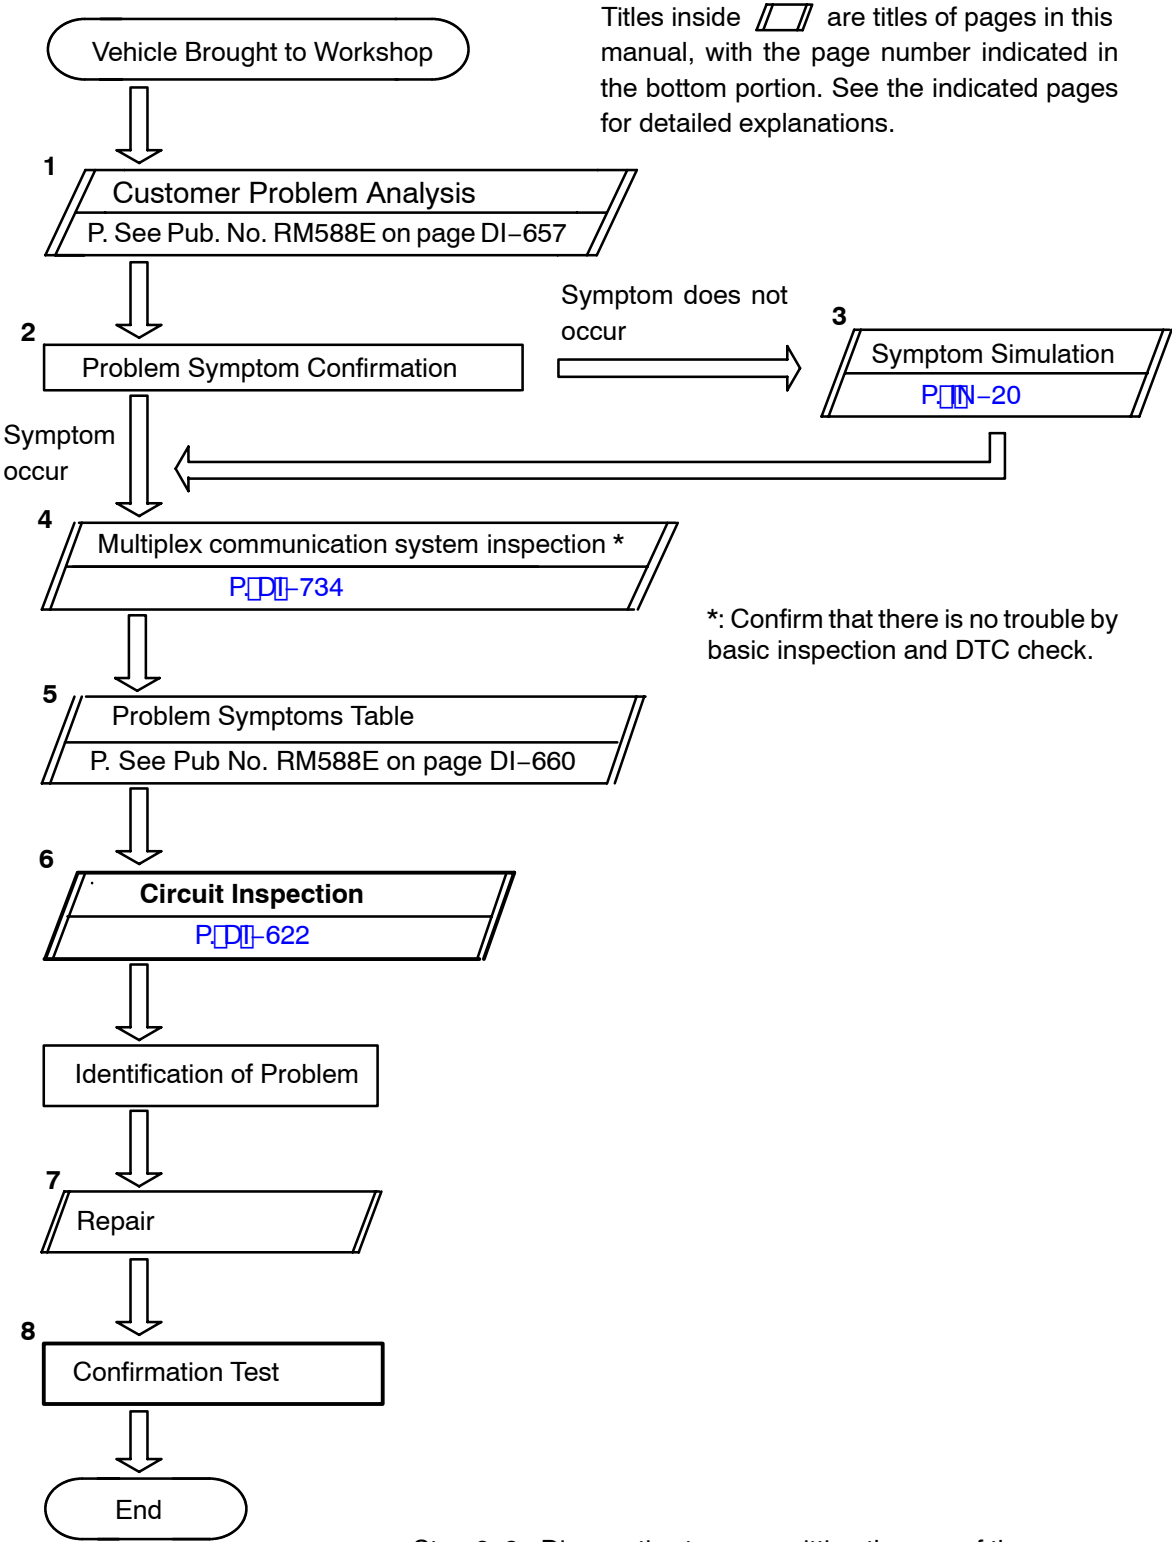 Titles inside are titles of pages in this
manual, with the page number indicated in
the bottom portion. See the indicated pages
for detailed explanations.
Vehicle Brought to Workshop
1
Customer Problem Analysis
P. See Pub. No. RM588E on page DI–657
2
Problem Symptom Confirmation
Symptom does not
occur
3
Symptom Simulation
P. IN–20
Symptom
occur
4
Multiplex communication system inspection *
P. DI–734
*: Confirm that there is no trouble by
basic inspection and DTC check.
5
Problem Symptoms Table
P. See Pub No. RM588E on page DI–660
6
Circuit Inspection
P. DI–622
Identification of Problem
7
Repair
8
Confirmation Test
End